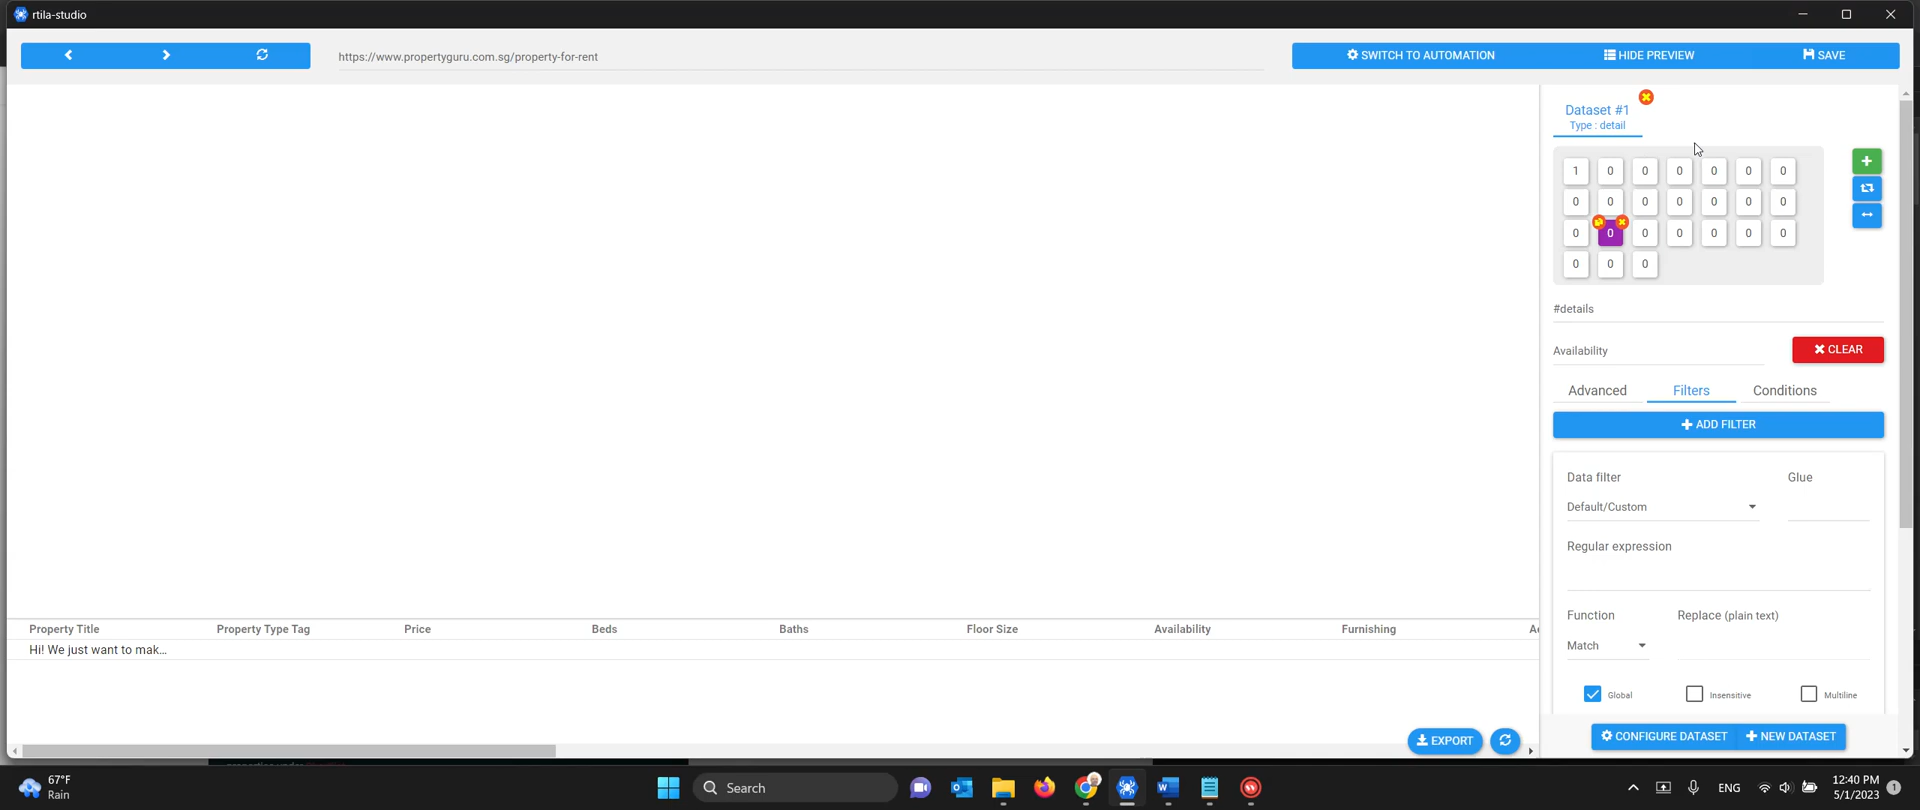 rtila-studio
https://www.propertyguru.com.sg/property-for-rent
SWITCH TO AUTOMATION
HIDE PREVIEW
SAVE
Dataset #1
Type : detail
1 0 0 0 0 0 0
0 0 0 0 0 0 0
0 0 0 0 0 0 0
0 0 0
#details
Availability
CLEAR
Advanced Filters Conditions
ADD FILTER
Data filter Glue
Default/Custom
Regular expression
Function Replace (plain text)
Match
Global Insensitive Multiline
CONFIGURE DATASET NEW DATASET
Property Title Property Type Tag Price Beds Baths Floor Size Availability Furnishing
Hi! We just want to mak...
EXPORT
67°F
Rain
Search
ENG
12:40 PM
5/1/2023
1